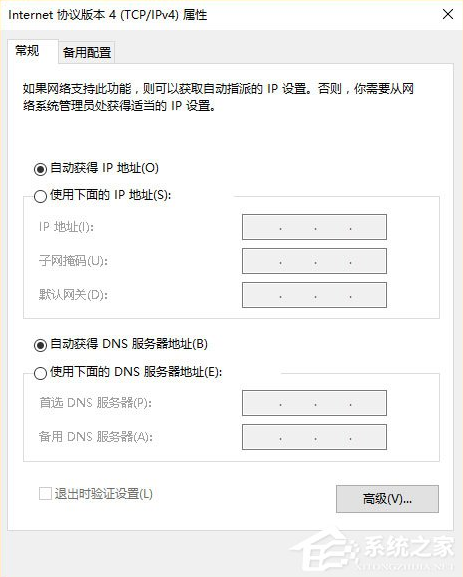 Internet 协议版本 4 (TCP/IPv4) 属性
常规
备用配置
如果网络支持此功能，则可以获取自动指派的 IP 设置。否则，你需要从网
络系统管理员处获得适当的 IP 设置。
自动获得 IP 地址(O)
使用下面的 IP 地址(S):
IP 地址(I):
子网掩码(U):
默认网关(D):
自动获得 DNS 服务器地址(B)
使用下面的 DNS 服务器地址(E):
首选 DNS 服务器(P):
备用 DNS 服务器(A):
退出时验证设置(L)
高级(V)...
系统之家
XITONGZHIJIA.NET